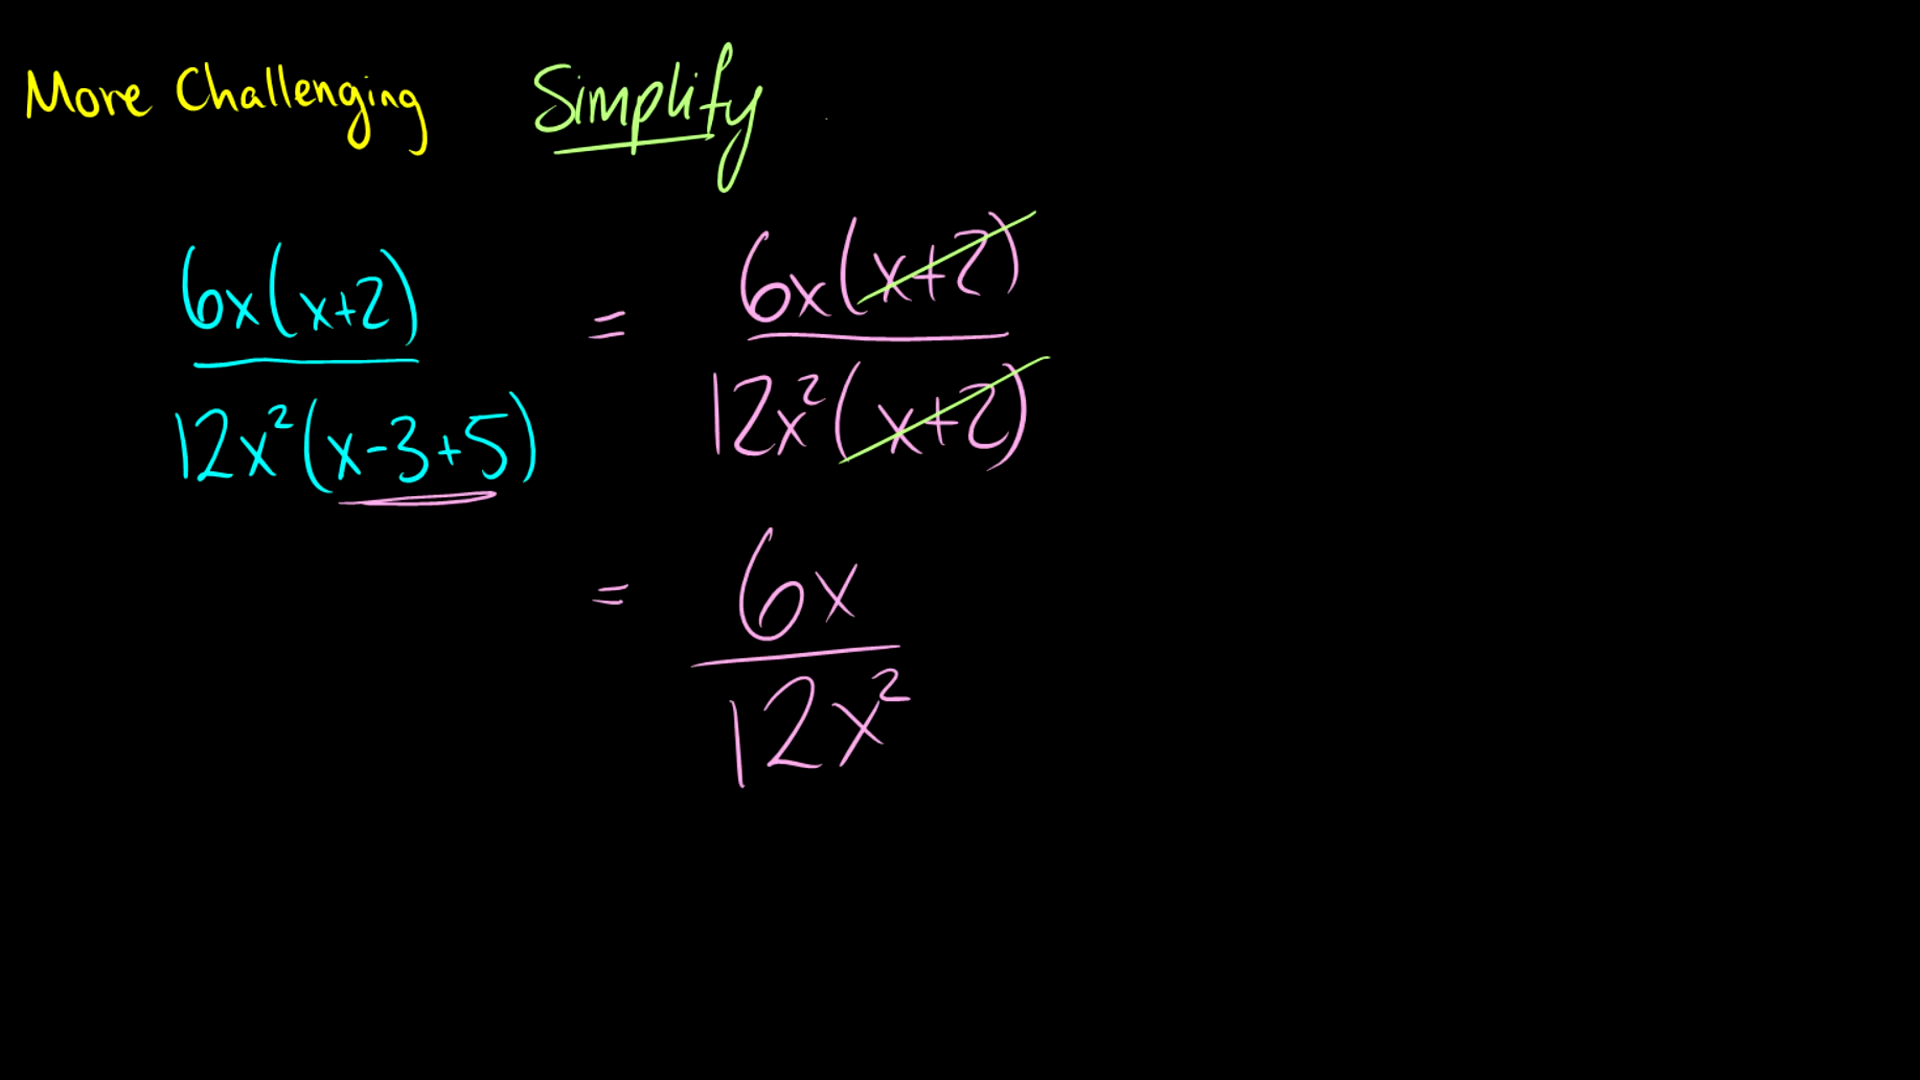 More Challenging Simplify
6x(x+2) = 6x(x+2)
12x²(x-3+5) 12x²(x+2)
= 6x
12x²